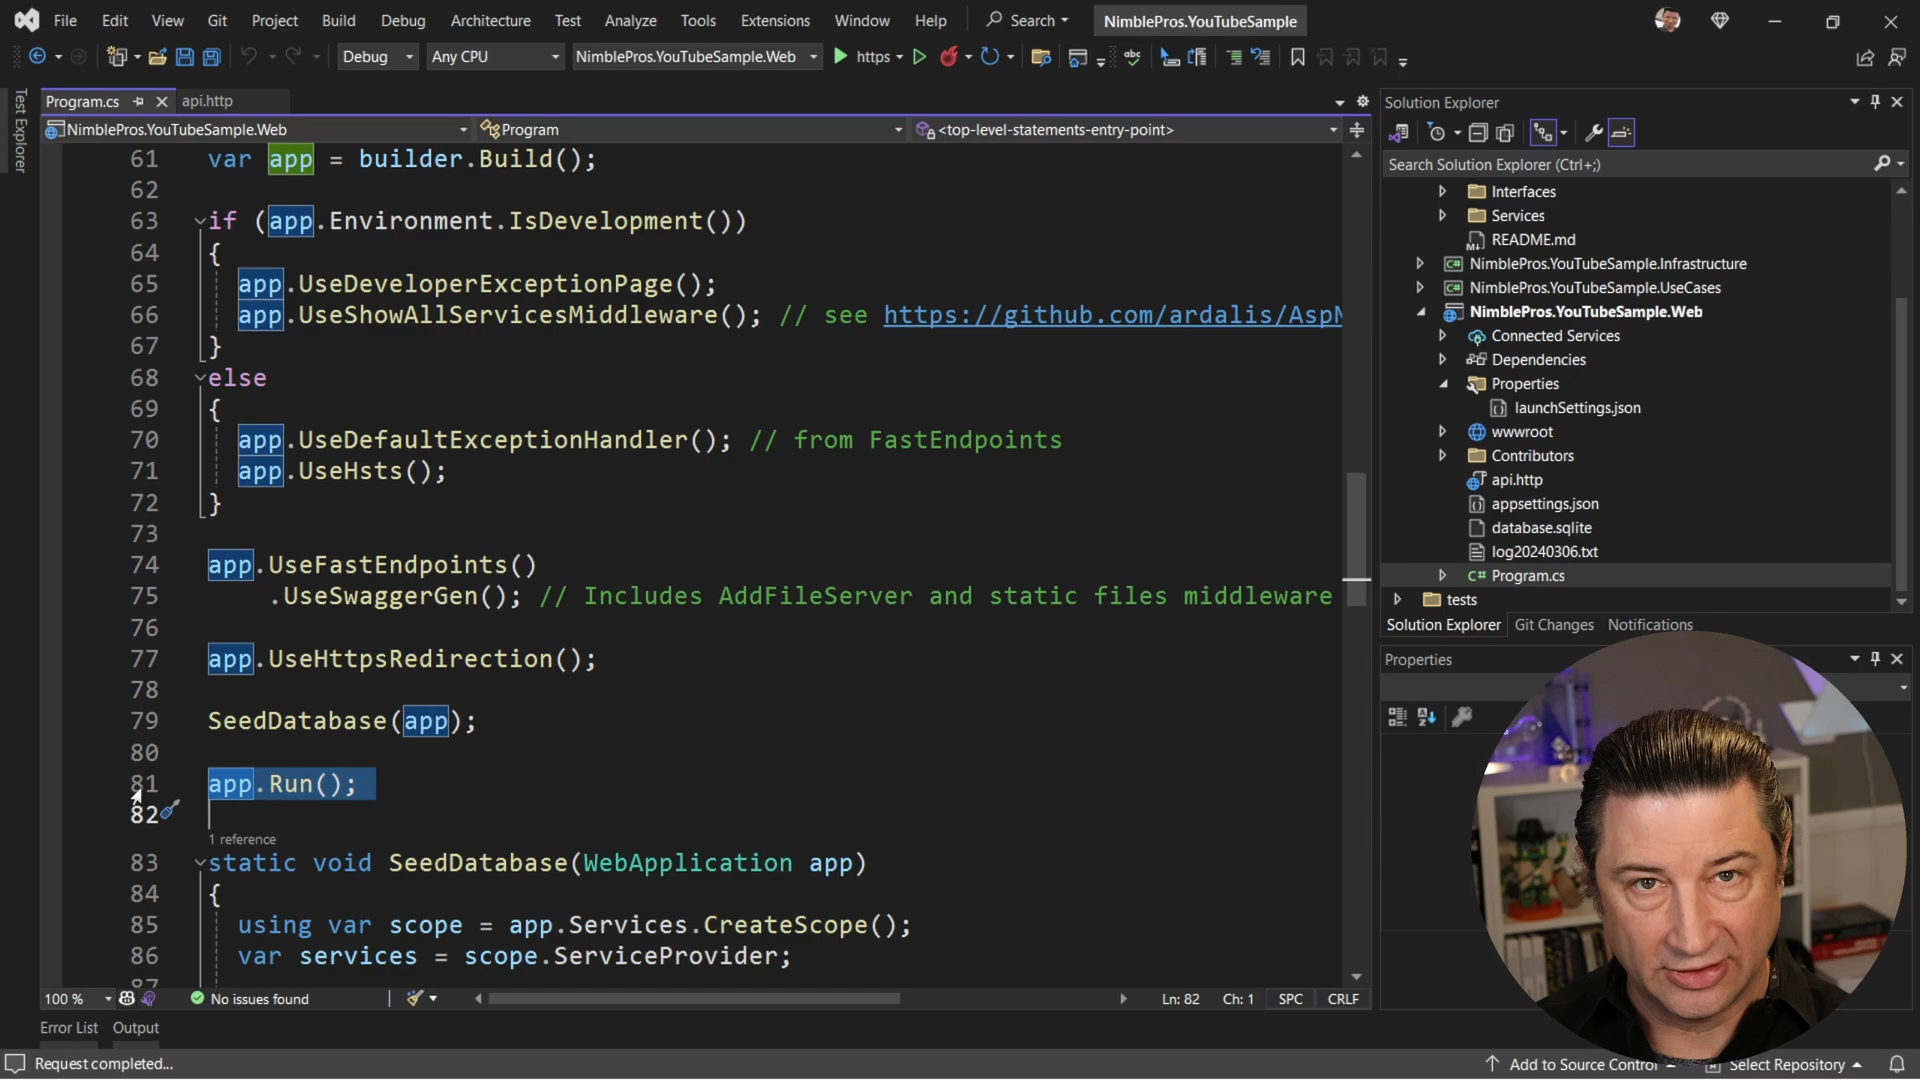 File Edit View Git Project Build Debug Architecture Test Analyze Tools Extensions Window Help Search NimblePros.YouTubeSample
Debug Any CPU NimblePros.YouTubeSample.Web https
Test Explorer
Program.cs api.http
NimblePros.YouTubeSample.Web Program <top-level-statements-entry-point>
61 var app = builder.Build();
62
63 if (app.Environment.IsDevelopment())
64 {
65 app.UseDeveloperExceptionPage();
66 app.UseShowAllServicesMiddleware(); // see https://github.com/ardalis/AspN
67 }
68 else
69 {
70 app.UseDefaultExceptionHandler(); // from FastEndpoints
71 app.UseHsts();
72 }
73
74 app.UseFastEndpoints()
75 .UseSwaggerGen(); // Includes AddFileServer and static files middleware
76
77 app.UseHttpsRedirection();
78
79 SeedDatabase(app);
80
81 app.Run();
82
1 reference
83 static void SeedDatabase(WebApplication app)
84 {
85 using var scope = app.Services.CreateScope();
86 var services = scope.ServiceProvider;
87
100 % No issues found Ln: 82 Ch: 1 SPC CRLF
Error List Output
Solution Explorer
Search Solution Explorer (Ctrl+;)
Interfaces
Services
README.md
NimblePros.YouTubeSample.Infrastructure
NimblePros.YouTubeSample.UseCases
NimblePros.YouTubeSample.Web
Connected Services
Dependencies
Properties
launchSettings.json
wwwroot
Contributors
api.http
appsettings.json
database.sqlite
log20240306.txt
C# Program.cs
tests
Solution Explorer Git Changes Notifications
Properties
Request completed... Add to Source Control Select Repository